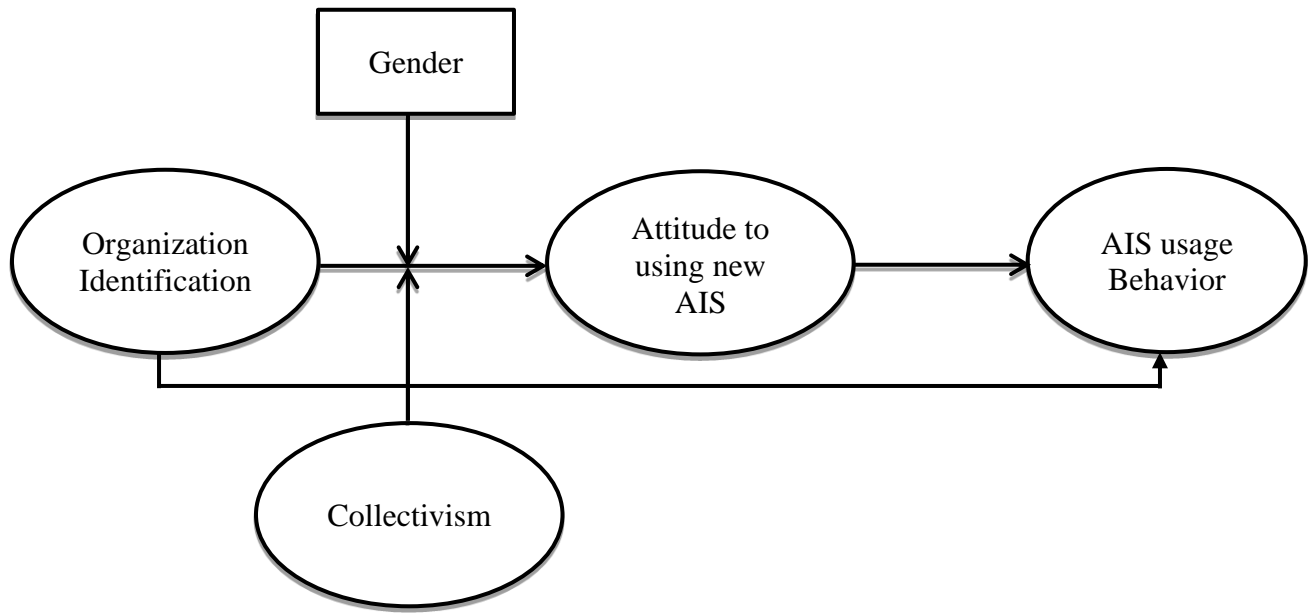 Gender
Organization
Identification
Attitude to
using new
AIS
AIS usage
Behavior
Collectivism